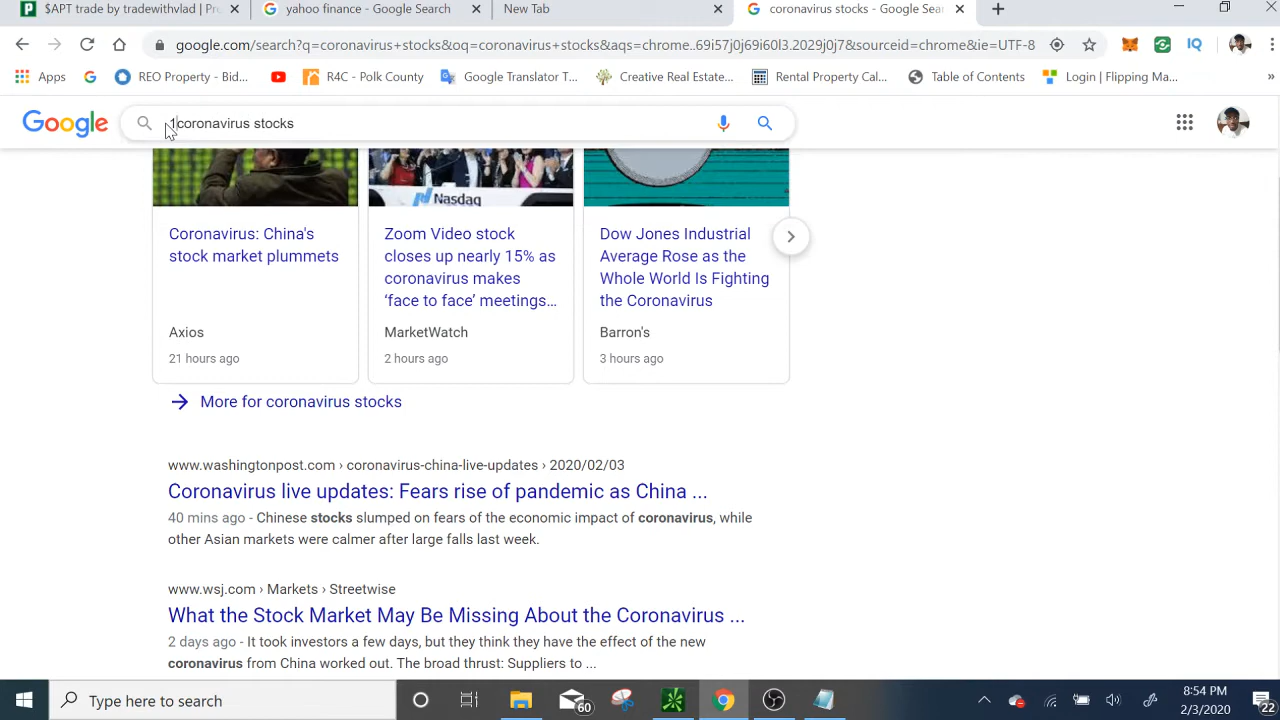 $APT trade by tradewithvlad | Pr
yahoo finance - Google Search
New Tab
coronavirus stocks - Google Sear
google.com/search?q=coronavirus+stocks&oq=coronavirus+stocks&aqs=chrome..69i57j0j69i60l3.2029j0j7&sourceid=chrome&ie=UTF-8
IQ
Apps
REO Property - Bid...
R4C - Polk County
Google Translator T...
Creative Real Estate...
Rental Property Cal...
Table of Contents
Login | Flipping Ma...
»
Google
1coronavirus stocks
Nasdaq
Coronavirus: China's
stock market plummets
Axios
21 hours ago
Zoom Video stock
closes up nearly 15% as
coronavirus makes
‘face to face’ meetings...
MarketWatch
2 hours ago
Dow Jones Industrial
Average Rose as the
Whole World Is Fighting
the Coronavirus
Barron's
3 hours ago
More for coronavirus stocks
www.washingtonpost.com › coronavirus-china-live-updates › 2020/02/03
Coronavirus live updates: Fears rise of pandemic as China ...
40 mins ago - Chinese stocks slumped on fears of the economic impact of coronavirus, while
other Asian markets were calmer after large falls last week.
www.wsj.com › Markets › Streetwise
What the Stock Market May Be Missing About the Coronavirus ...
2 days ago - It took investors a few days, but they think they have the effect of the new
coronavirus from China worked out. The broad thrust: Suppliers to ...
Type here to search
60
8:54 PM
2/3/2020
22